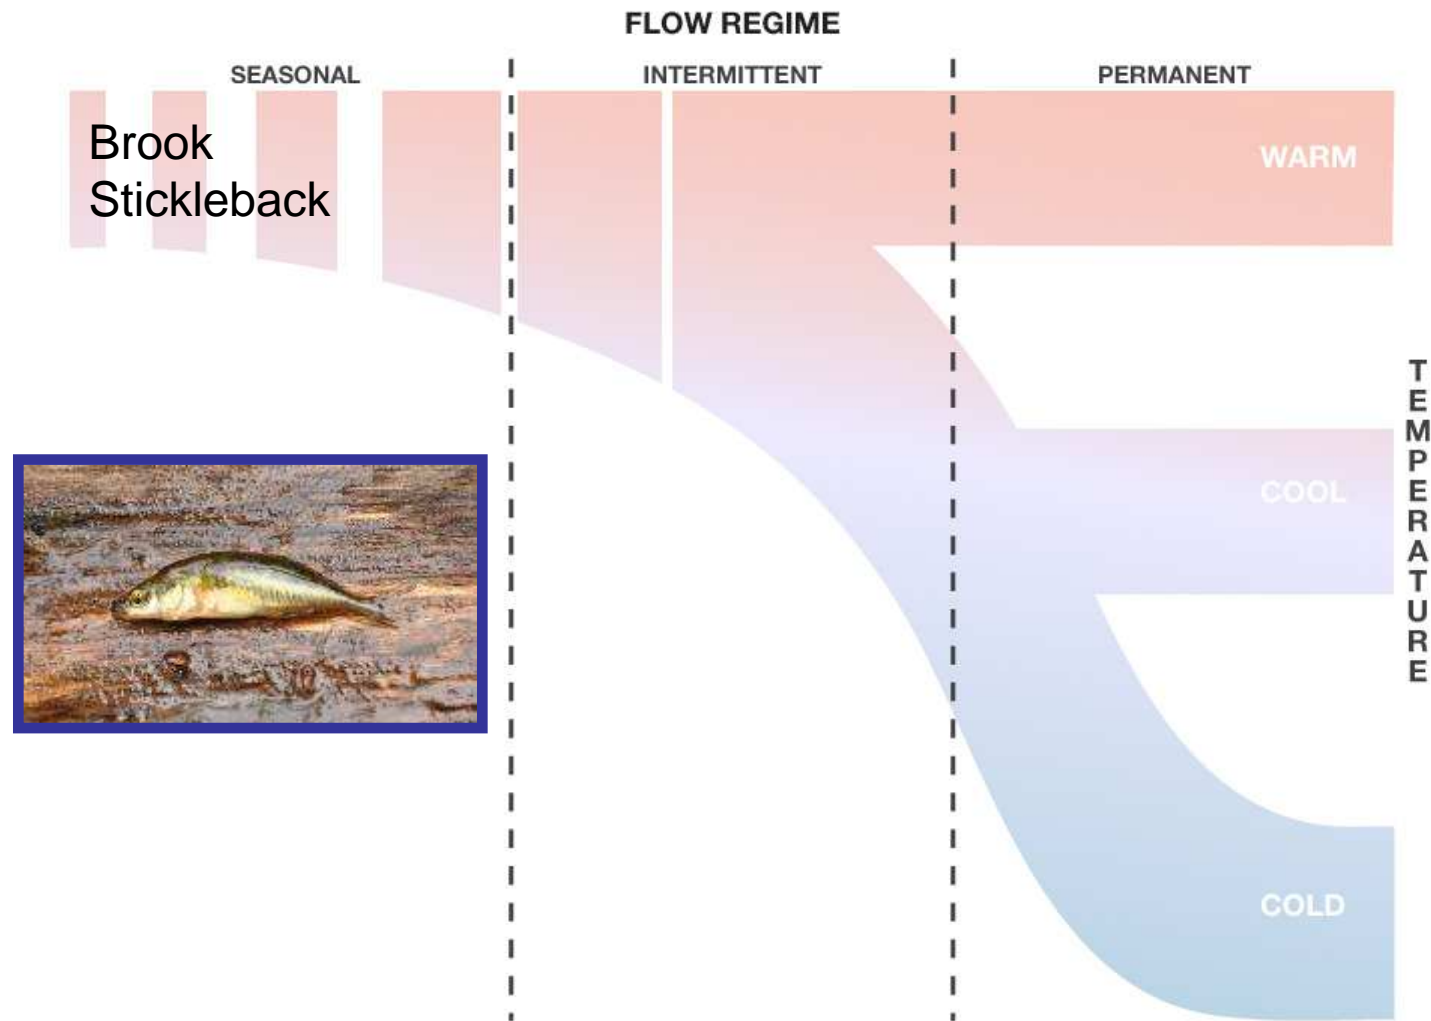 FLOW REGIME
SEASONAL
INTERMITTENT
PERMANENT
Brook
Stickleback
WARM
COOL
COLD
TEMPERATURE